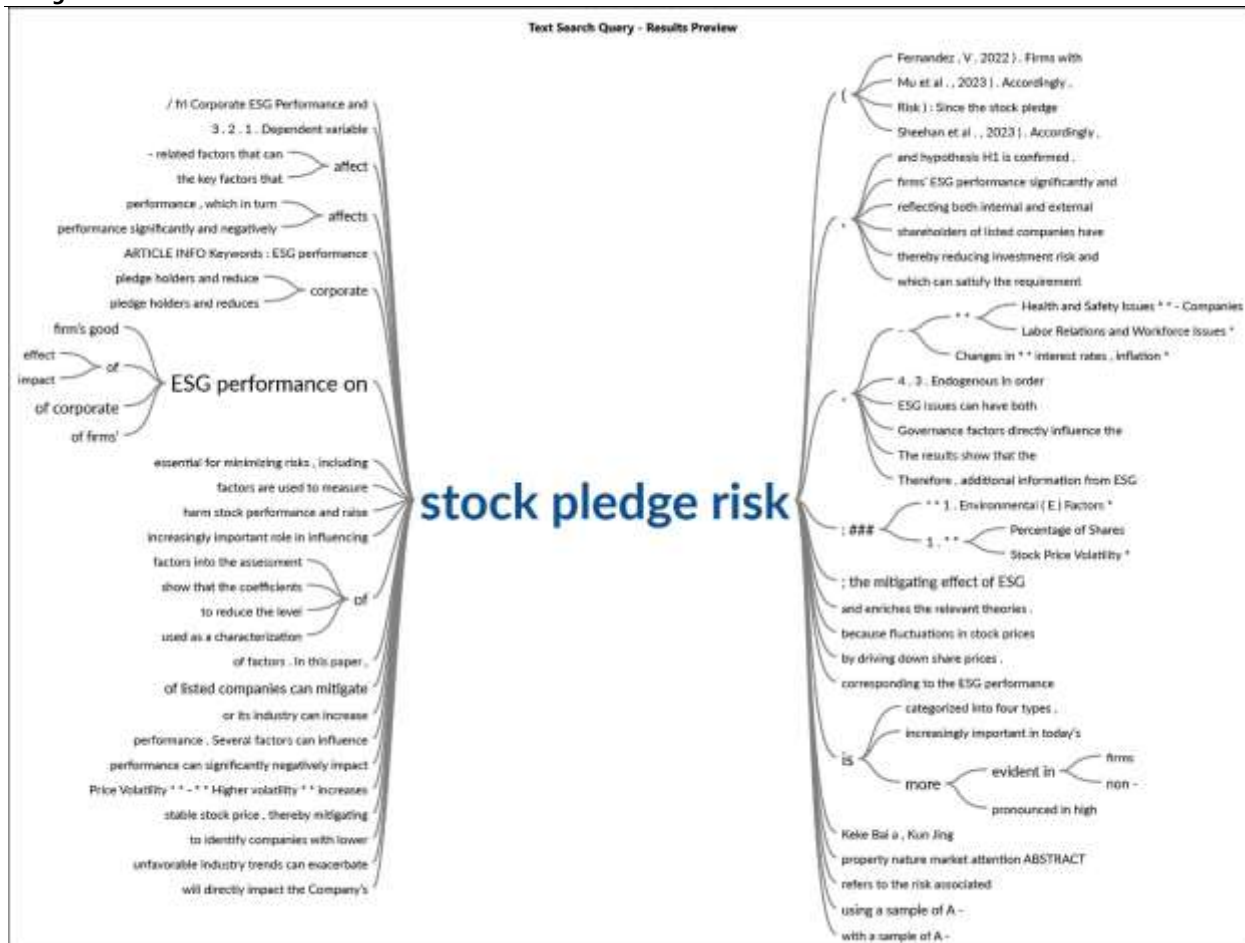 Text Search Query - Results Preview
/ frl Corporate ESG Performance and
3 . 2 . 1 . Dependent variable
- related factors that can
the key factors that
affect
performance , which in turn
performance significantly and negatively
affects
ARTICLE INFO Keywords : ESG performance
pledge holders and reduce
pledge holders and reduces
corporate
firm's good
effect
impact
of
of corporate
of firms'
ESG performance on
essential for minimizing risks , including
factors are used to measure
harm stock performance and raise
increasingly important role in influencing
factors into the assessment
show that the coefficients
to reduce the level
used as a characterization
of
of factors . In this paper ,
of listed companies can mitigate
or its industry can increase
performance . Several factors can influence
performance can significantly negatively impact
Price Volatility * * - * * Higher volatility * * increases
stable stock price , thereby mitigating
to identify companies with lower
unfavorable industry trends can exacerbate
will directly impact the Company's
stock pledge risk
(
Fernandez , V . 2022 ) . Firms with
Mu et al . , 2023 ) . Accordingly ,
Risk ) : Since the stock pledge
Sheehan et al . , 2023 ) . Accordingly ,
,
and hypothesis H1 is confirmed .
firms' ESG performance significantly and
reflecting both internal and external
shareholders of listed companies have
thereby reducing investment risk and
which can satisfy the requirement
.
-
* *
Health and Safety Issues * * - Companies
Labor Relations and Workforce Issues *
Changes in * * interest rates , inflation *
4 . 3 . Endogenous In order
ESG issues can have both
Governance factors directly influence the
The results show that the
Therefore , additional information from ESG
: ###
* * 1 . Environmental ( E ) Factors *
1 . * *
Percentage of Shares
Stock Price Volatility *
; the mitigating effect of ESG
and enriches the relevant theories .
because fluctuations in stock prices
by driving down share prices .
corresponding to the ESG performance
is
categorized into four types .
increasingly important in today's
more
evident in
firms
non -
pronounced in high
Keke Bai a , Kun Jing
property nature market attention ABSTRACT
refers to the risk associated
using a sample of A -
with a sample of A -